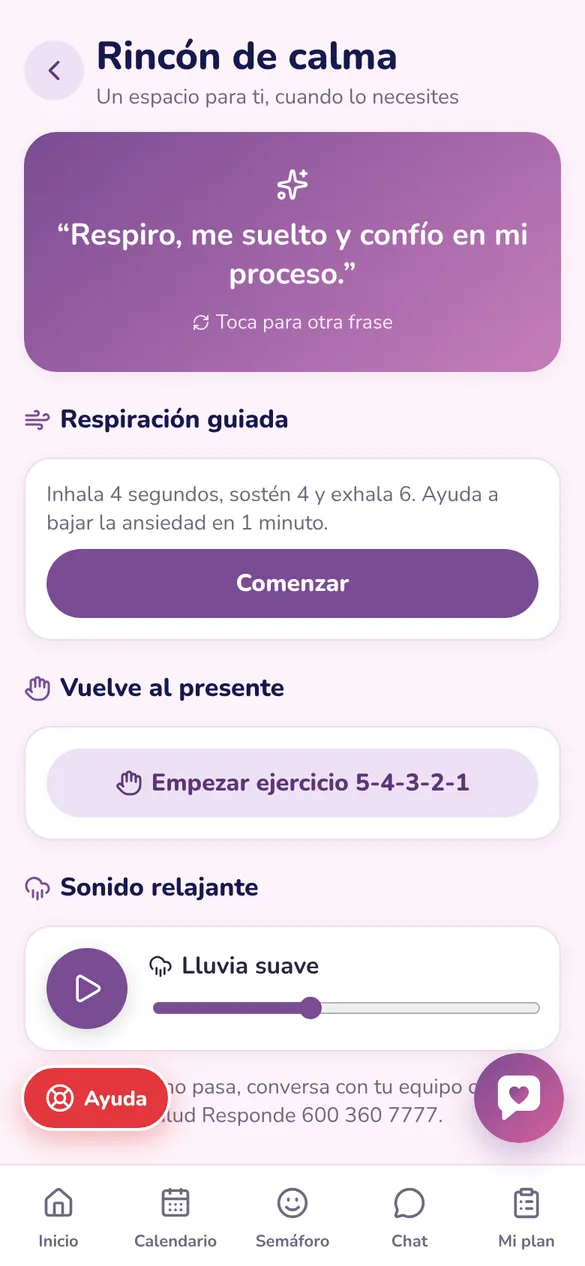 Rincón de calma
Un espacio para ti, cuando lo necesites
“Respiro, me suelto y confío en mi
proceso.”
Toca para otra frase
Respiración guiada
Inhala 4 segundos, sostén 4 y exhala 6. Ayuda a
bajar la ansiedad en 1 minuto.
Comenzar
Vuelve al presente
Empezar ejercicio 5-4-3-2-1
Sonido relajante
Lluvia suave
pasa, conversa con tu equipo
Responde 600 360 7777.
Ayuda
Inicio
Calendario
Semáforo
Chat
Mi plan